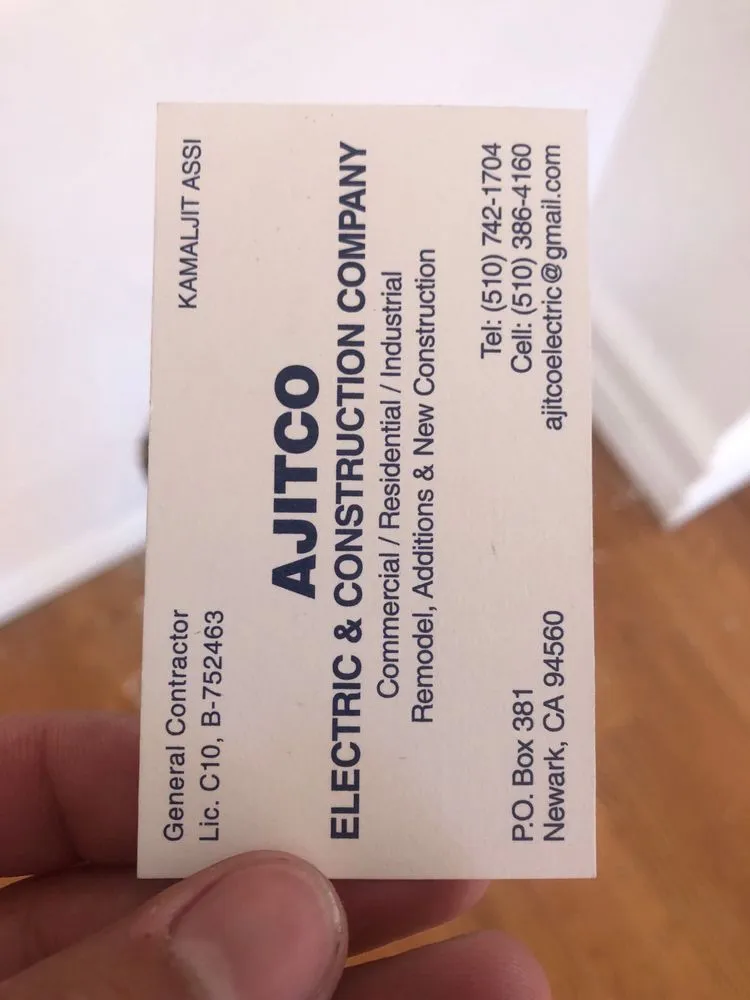 General Contractor
Lic. C10, B-752463
KAMALJIT ASSI
AJITCO
ELECTRIC & CONSTRUCTION COMPANY
Commercial / Residential / Industrial
Remodel, Additions & New Construction
P.O. Box 381
Newark, CA 94560
Tel: (510) 742-1704
Cell: (510) 386-4160
ajitcoelectric@gmail.com